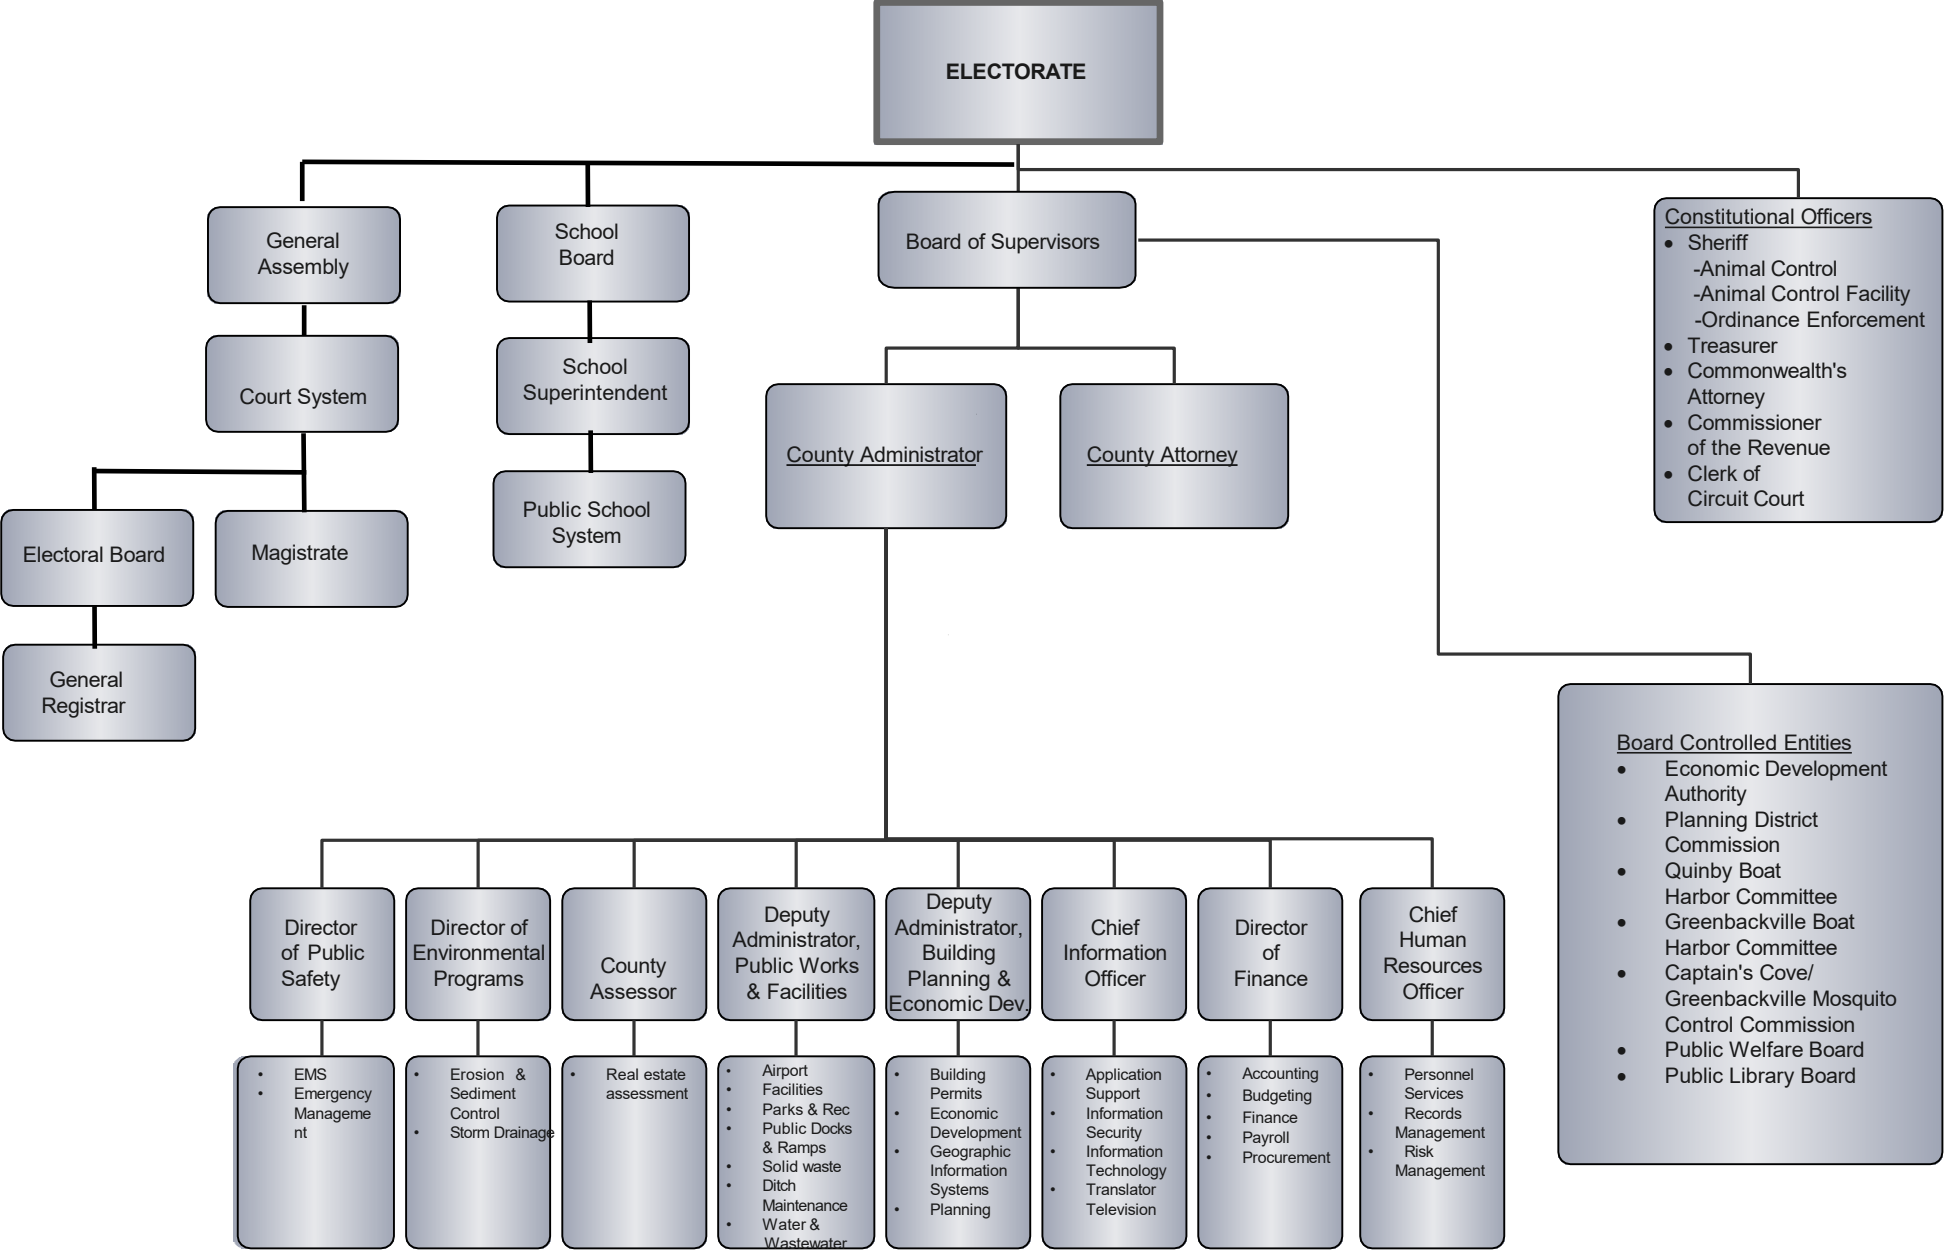 ELECTORATE
General
Assembly
School
Board
Board of Supervisors
Constitutional Officers
• Sheriff
-Animal Control
-Animal Control Facility
-Ordinance Enforcement
• Treasurer
• Commonwealth's
Attorney
• Commissioner
of the Revenue
• Clerk of
Circuit Court
Court System
School
Superintendent
County Administrator
County Attorney
Electoral Board
Magistrate
Public School
System
General
Registrar
Board Controlled Entities
• Economic Development
Authority
• Planning District
Commission
• Quinby Boat
Harbor Committee
• Greenbackville Boat
Harbor Committee
• Captain's Cove/
Greenbackville Mosquito
Control Commission
• Public Welfare Board
• Public Library Board
Director
of Public
Safety
Director of
Environmental
Programs
County
Assessor
Deputy
Administrator,
Public Works
& Facilities
Deputy
Administrator,
Building
Planning &
Economic Dev.
Chief
Information
Officer
Director
of
Finance
Chief
Human
Resources
Officer
• EMS
• Emergency
Manageme
nt
• Erosion &
Sediment
Control
• Storm Drainage
• Real estate
assessment
• Airport
• Facilities
• Parks & Rec
• Public Docks
& Ramps
• Solid waste
• Ditch
Maintenance
• Water &
Wastewater
• Building
Permits
• Economic
Development
• Geographic
Information
Systems
• Planning
• Application
Support
• Information
Security
• Information
Technology
• Translator
Television
• Accounting
• Budgeting
• Finance
• Payroll
• Procurement
• Personnel
Services
• Records
Management
• Risk
Management